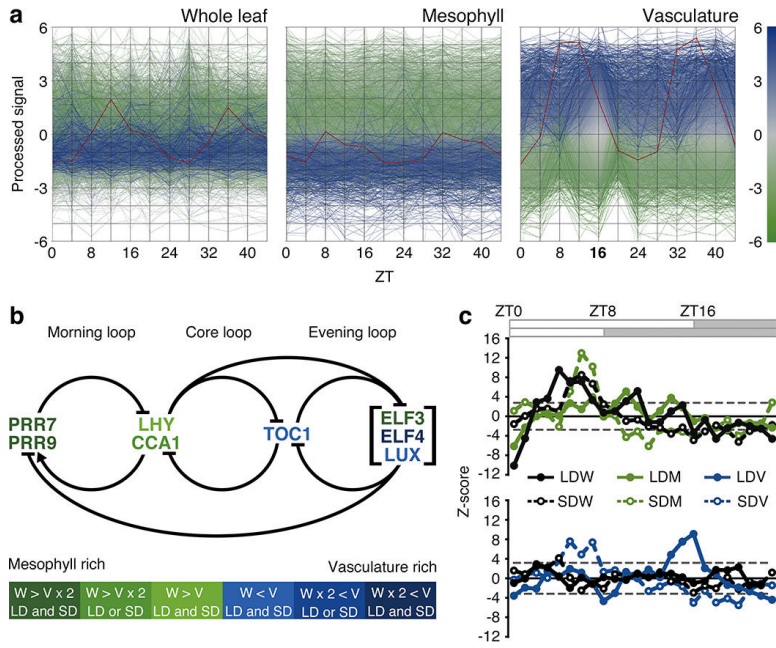 a
Whole leaf
Mesophyll
Vasculature
Processed signal
6
3
0
-3
-6
0 8 16 24 32 40
0 8 16 24 32 40
0 8 16 24 32 40
ZT
6
3
0
-3
-6
b
Morning loop Core loop Evening loop
PRR7
PRR9
LHY
CCA1
TOC1
ELF3
ELF4
LUX
Mesophyll rich
Vasculature rich
W > V x 2
LD and SD
W > V x 2
LD or SD
W > V
LD and SD
W < V
LD and SD
W x 2 < V
LD or SD
W x 2 < V
LD and SD
c
ZT0 ZT8 ZT16
Z-score
16
12
8
4
0
-4
-8
-12
LDW LDM LDV
SDW SDM SDV
16
12
8
4
0
-4
-8
-12